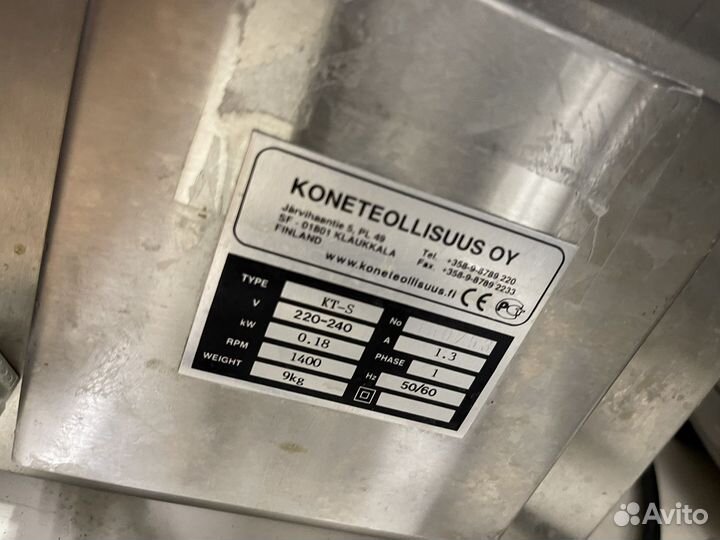 KONETEOLLISUUS OY
Järvihaantie 5, PL 49
SF - 01801 KLAUKKALA
FINLAND
Tel. +358-9-8789 220
Fax. +358-9-8789 2233
www.koneteollisuus.fi CE PCT
TYPE KT-S No
V 220-240 A 1.3
kW 0.18 PHASE 1
RPM 1400 Hz 50/60
WEIGHT 9kg
Avito